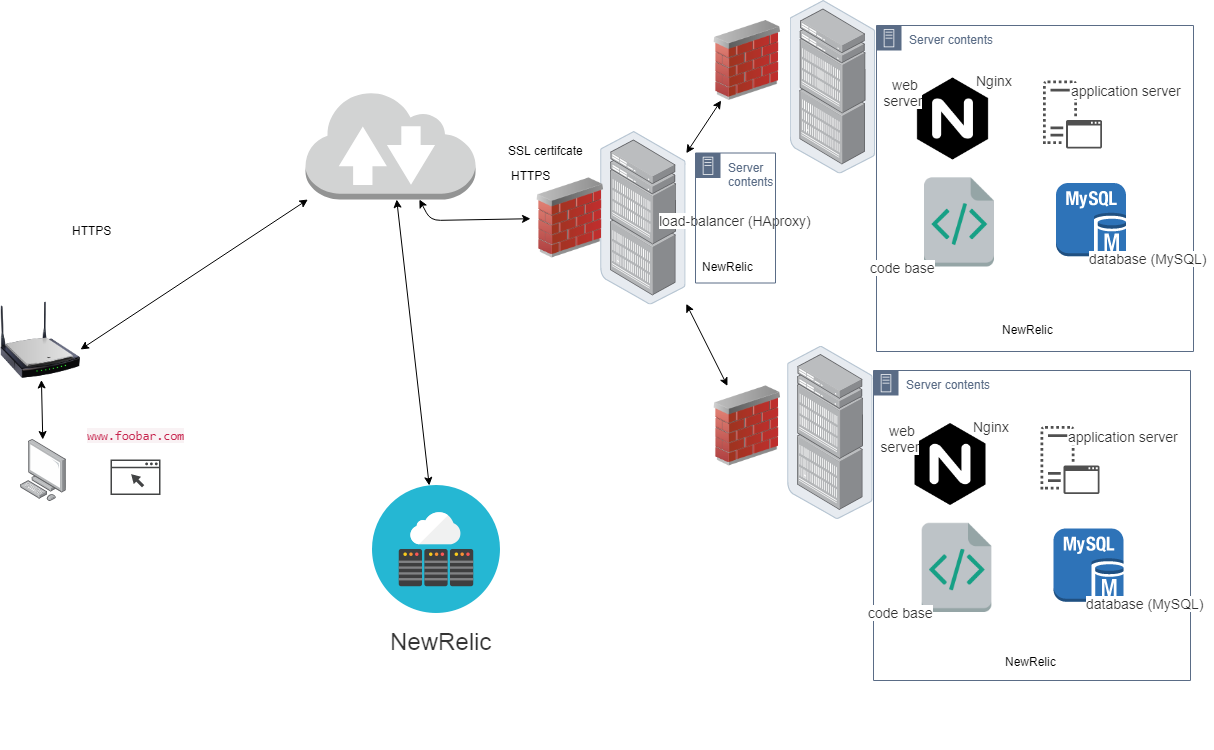 Server contents
web
server
Nginx
N
application server
SSL certifcate
HTTPS
Server
contents
load-balancer (HAproxy)
NewRelic
MySQL
M
code base
database (MySQL)
NewRelic
HTTPS
Server contents
www.foobar.com
web
server
Nginx
N
application server
MySQL
M
code base
database (MySQL)
NewRelic
NewRelic